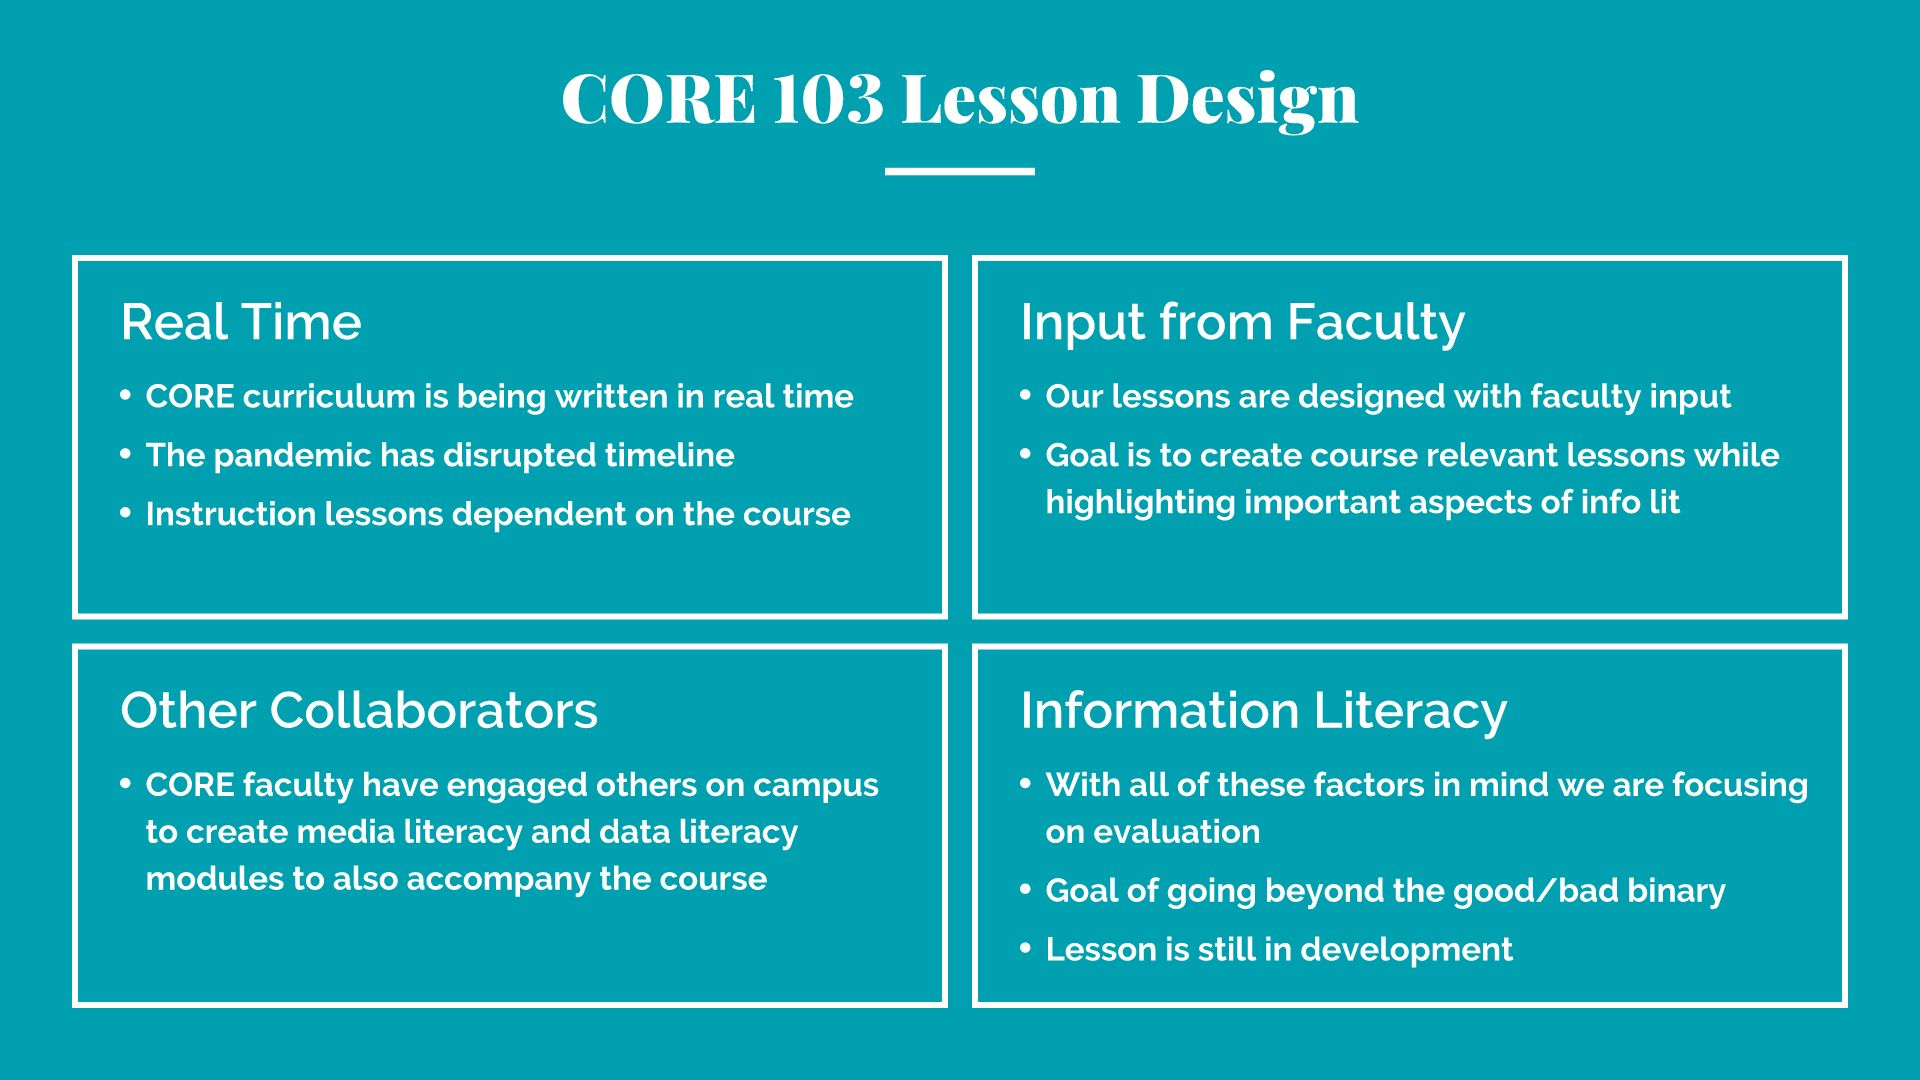 CORE 103 Lesson Design
Real Time
• CORE curriculum is being written in real time
• The pandemic has disrupted timeline
• Instruction lessons dependent on the course
Input from Faculty
• Our lessons are designed with faculty input
• Goal is to create course relevant lessons while
highlighting important aspects of info lit
Other Collaborators
• CORE faculty have engaged others on campus
to create media literacy and data literacy
modules to also accompany the course
Information Literacy
• With all of these factors in mind we are focusing
on evaluation
• Goal of going beyond the good/bad binary
• Lesson is still in development